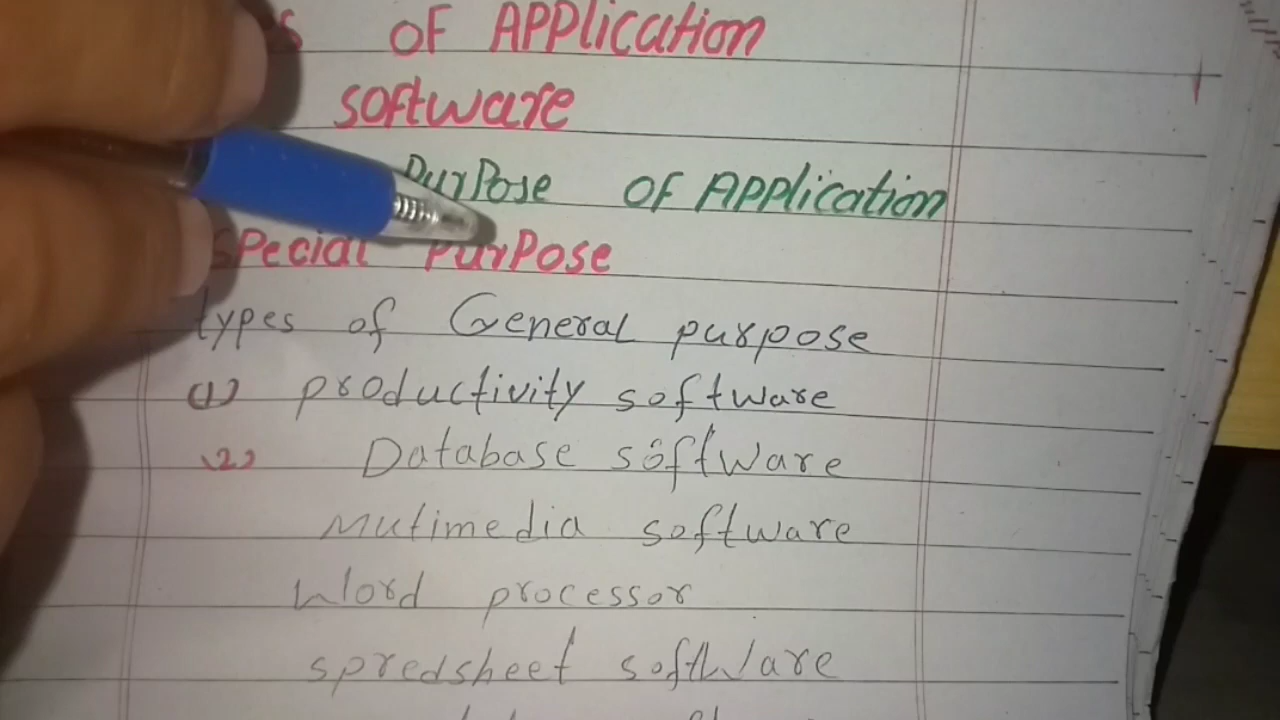 OF APPlication
software
PurPose OF APPlication
SPecial PurPose
types of General purpose
(1) productivity software
(2) Database software
Mutimedia software
Word processor
spredsheet software